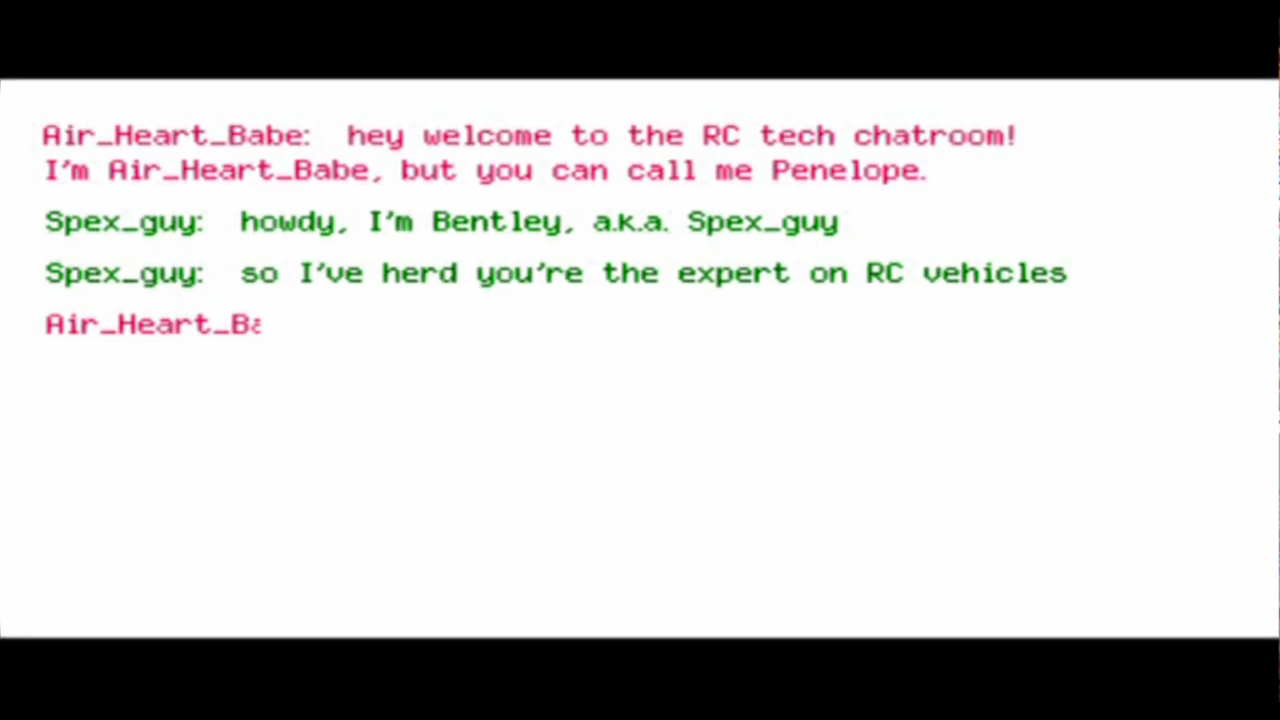 Air_Heart_Babe: hey welcome to the RC tech chatroom!
I'm Air_Heart_Babe, but you can call me Penelope.
Spex_guy: howdy, I'm Bentley, a.k.a. Spex_guy
Spex_guy: so I've herd you're the expert on RC vehicles
Air_Heart_Ba